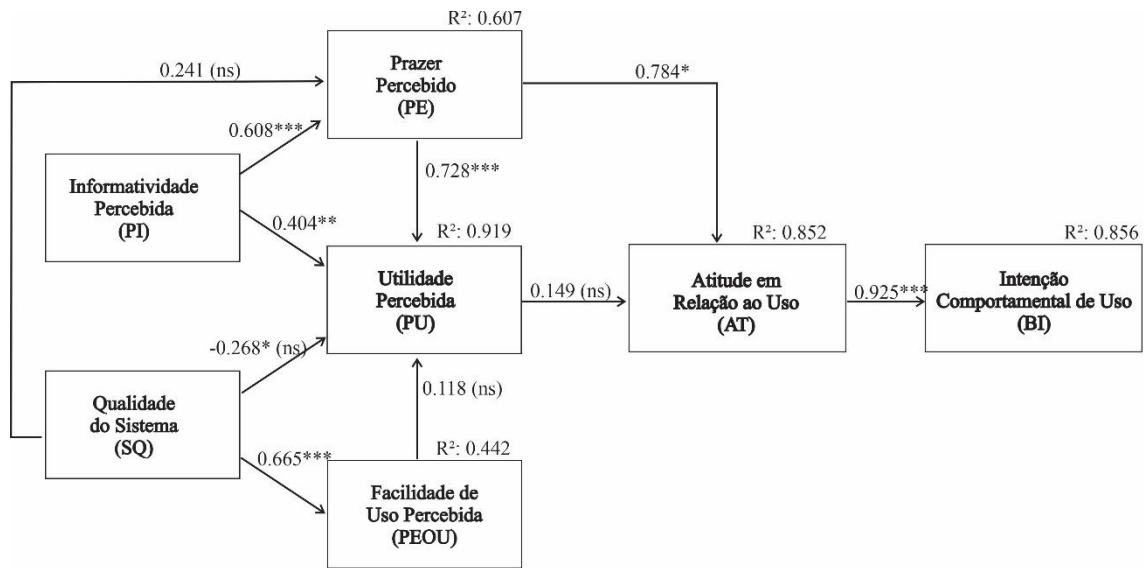 R²: 0.607
Prazer
Percebido
(PE)
0.241 (ns)
0.784*
0.608***
0.728***
Informatividade
Percebida
(PI)
0.404**
R²: 0.919
R²: 0.852
R²: 0.856
Utilidade
Percebida
(PU)
0.149 (ns)
Atitude em
Relação ao Uso
(AT)
0.925***
Intenção
Comportamental de Uso
(BI)
-0.268* (ns)
0.118 (ns)
Qualidade
do Sistema
(SQ)
0.665***
R²: 0.442
Facilidade de
Uso Percebida
(PEOU)